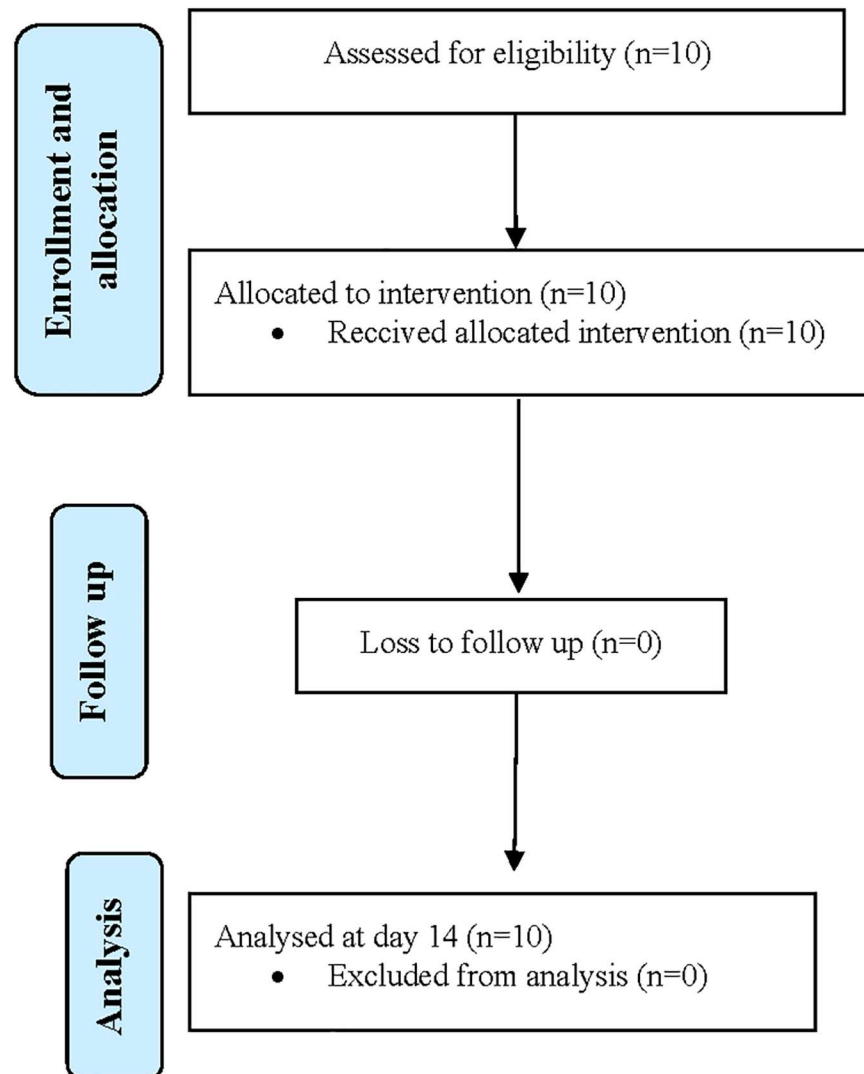 Enrollment and
allocation
Assessed for eligibility (n=10)
Allocated to intervention (n=10)
• Reccived allocated intervention (n=10)
Follow up
Loss to follow up (n=0)
Analysis
Analysed at day 14 (n=10)
• Excluded from analysis (n=0)